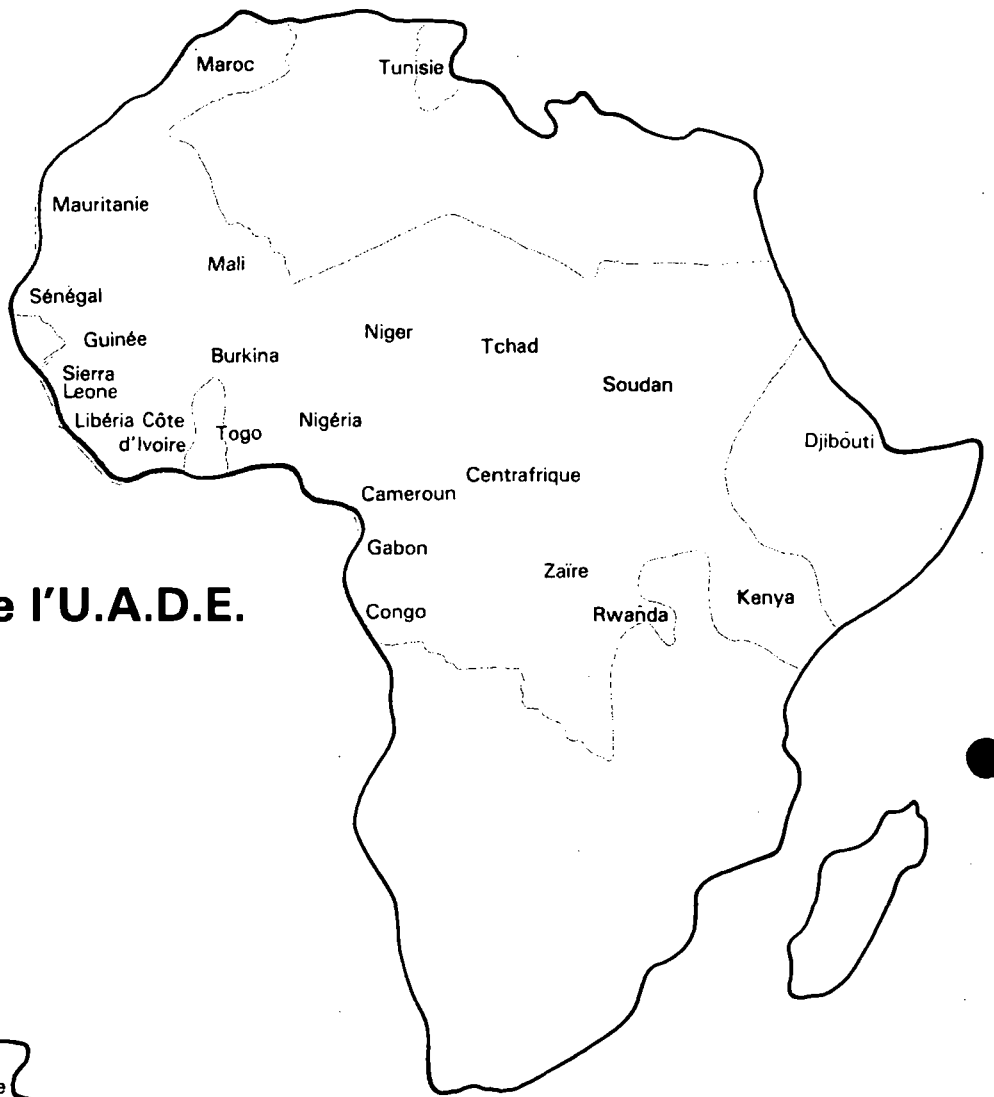 Maroc
Tunisie
Mauritanie
Mali
Sénégal
Guinée
Niger
Tchad
Burkina
Sierra
Leone
Soudan
Libéria Côte
d'Ivoire
Togo
Nigéria
Djibouti
Centrafrique
Cameroun
Gabon
Zaïre
Kenya
e l'U.A.D.E.
Congo
Rwanda
e